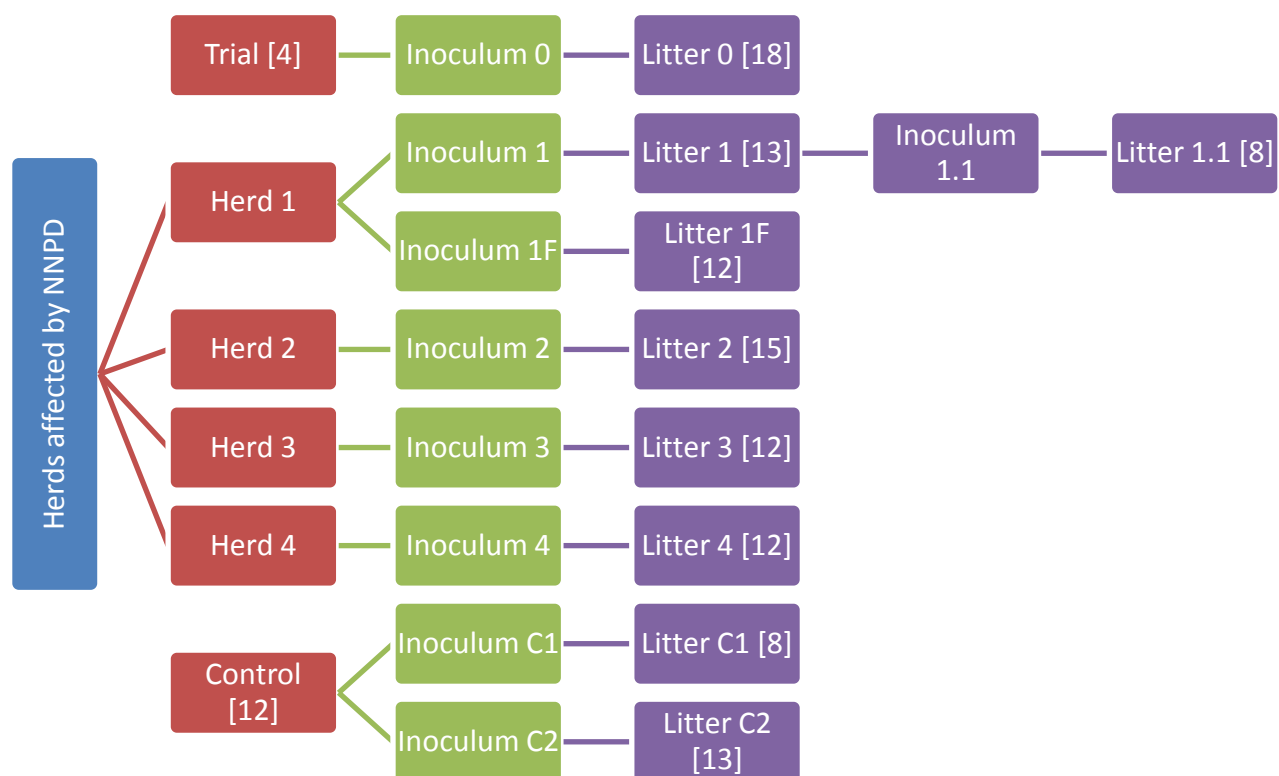 Trial [4]
Inoculum 0
Litter 0 [18]
Herds affected by NNPD
Herd 1
Inoculum 1
Litter 1 [13]
Inoculum
1.1
Litter 1.1 [8]
Inoculum 1F
Litter 1F
[12]
Herd 2
Inoculum 2
Litter 2 [15]
Herd 3
Inoculum 3
Litter 3 [12]
Herd 4
Inoculum 4
Litter 4 [12]
Control
[12]
Inoculum C1
Litter C1 [8]
Inoculum C2
Litter C2
[13]